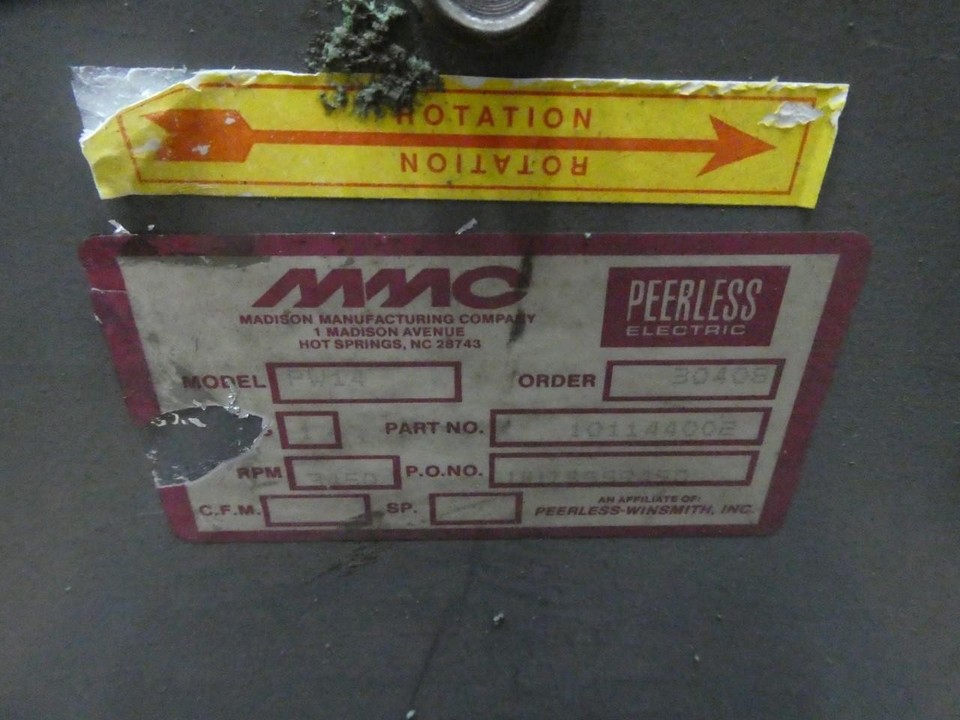 ROTATION
ROTATION
MMC
MADISON MANUFACTURING COMPANY
1 MADISON AVENUE
HOT SPRINGS, NC 28743
PEERLESS
ELECTRIC
MODEL PW14
ORDER 30408
PART NO. 101144002
RPM 3450
P.O.NO.
C.F.M.
SP.
AN AFFILIATE OF:
PEERLESS-WINSMITH, INC.